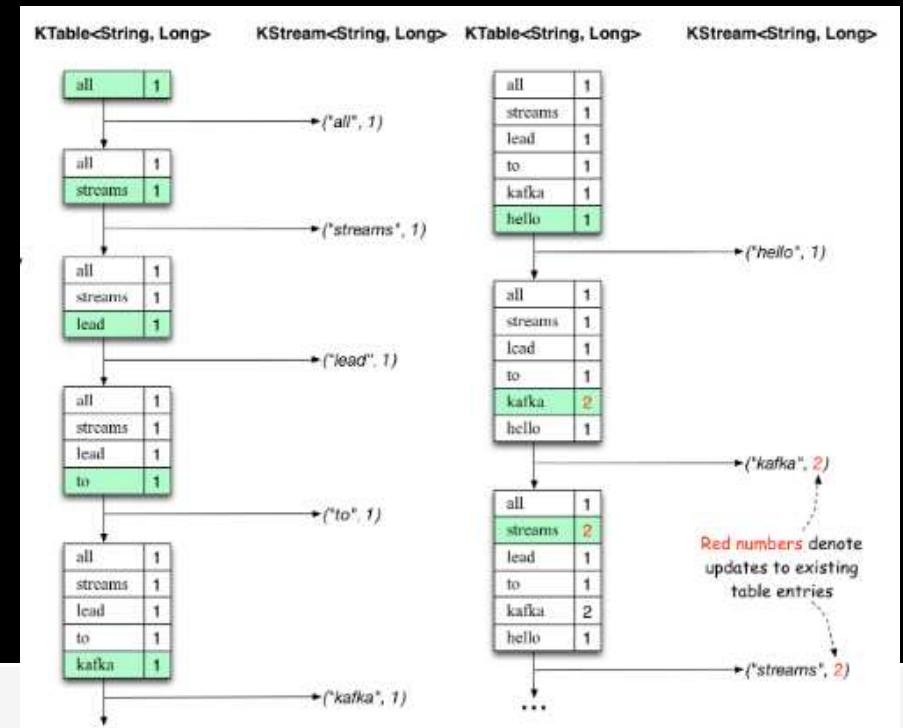 KTable<String, Long>
KStream<String, Long>
all 1
("all", 1)
all 1
streams 1
("streams", 1)
all 1
streams 1
lead 1
("lead", 1)
all 1
streams 1
lead 1
to 1
("to", 1)
all 1
streams 1
lead 1
to 1
kafka 1
("kafka", 1)
KTable<String, Long>
KStream<String, Long>
all 1
streams 1
lead 1
to 1
kafka 1
hello 1
("hello", 1)
all 1
streams 1
lead 1
to 1
kafka 2
hello 1
("kafka", 2)
all 1
streams 2
lead 1
to 1
kafka 2
hello 1
Red numbers denote
updates to existing
table entries
("streams", 2)
...